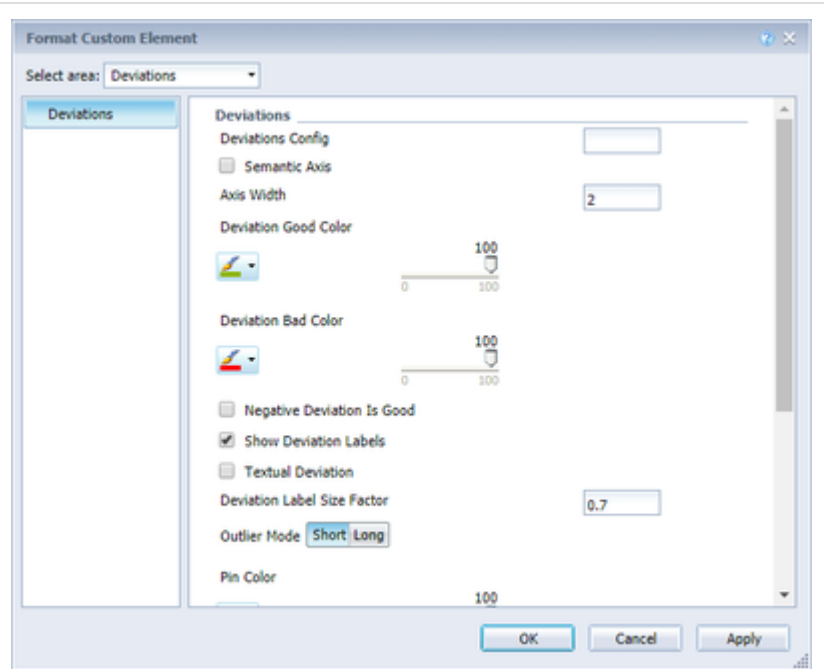 Format Custom Element
Select area: Deviations
Deviations
Deviations
Deviations Config
Semantic Axis
Axis Width 2
Deviation Good Color
100
0 100
Deviation Bad Color
100
0 100
Negative Deviation Is Good
Show Deviation Labels
Textual Deviation
Deviation Label Size Factor 0.7
Outlier Mode Short Long
Pin Color
100
OK Cancel Apply